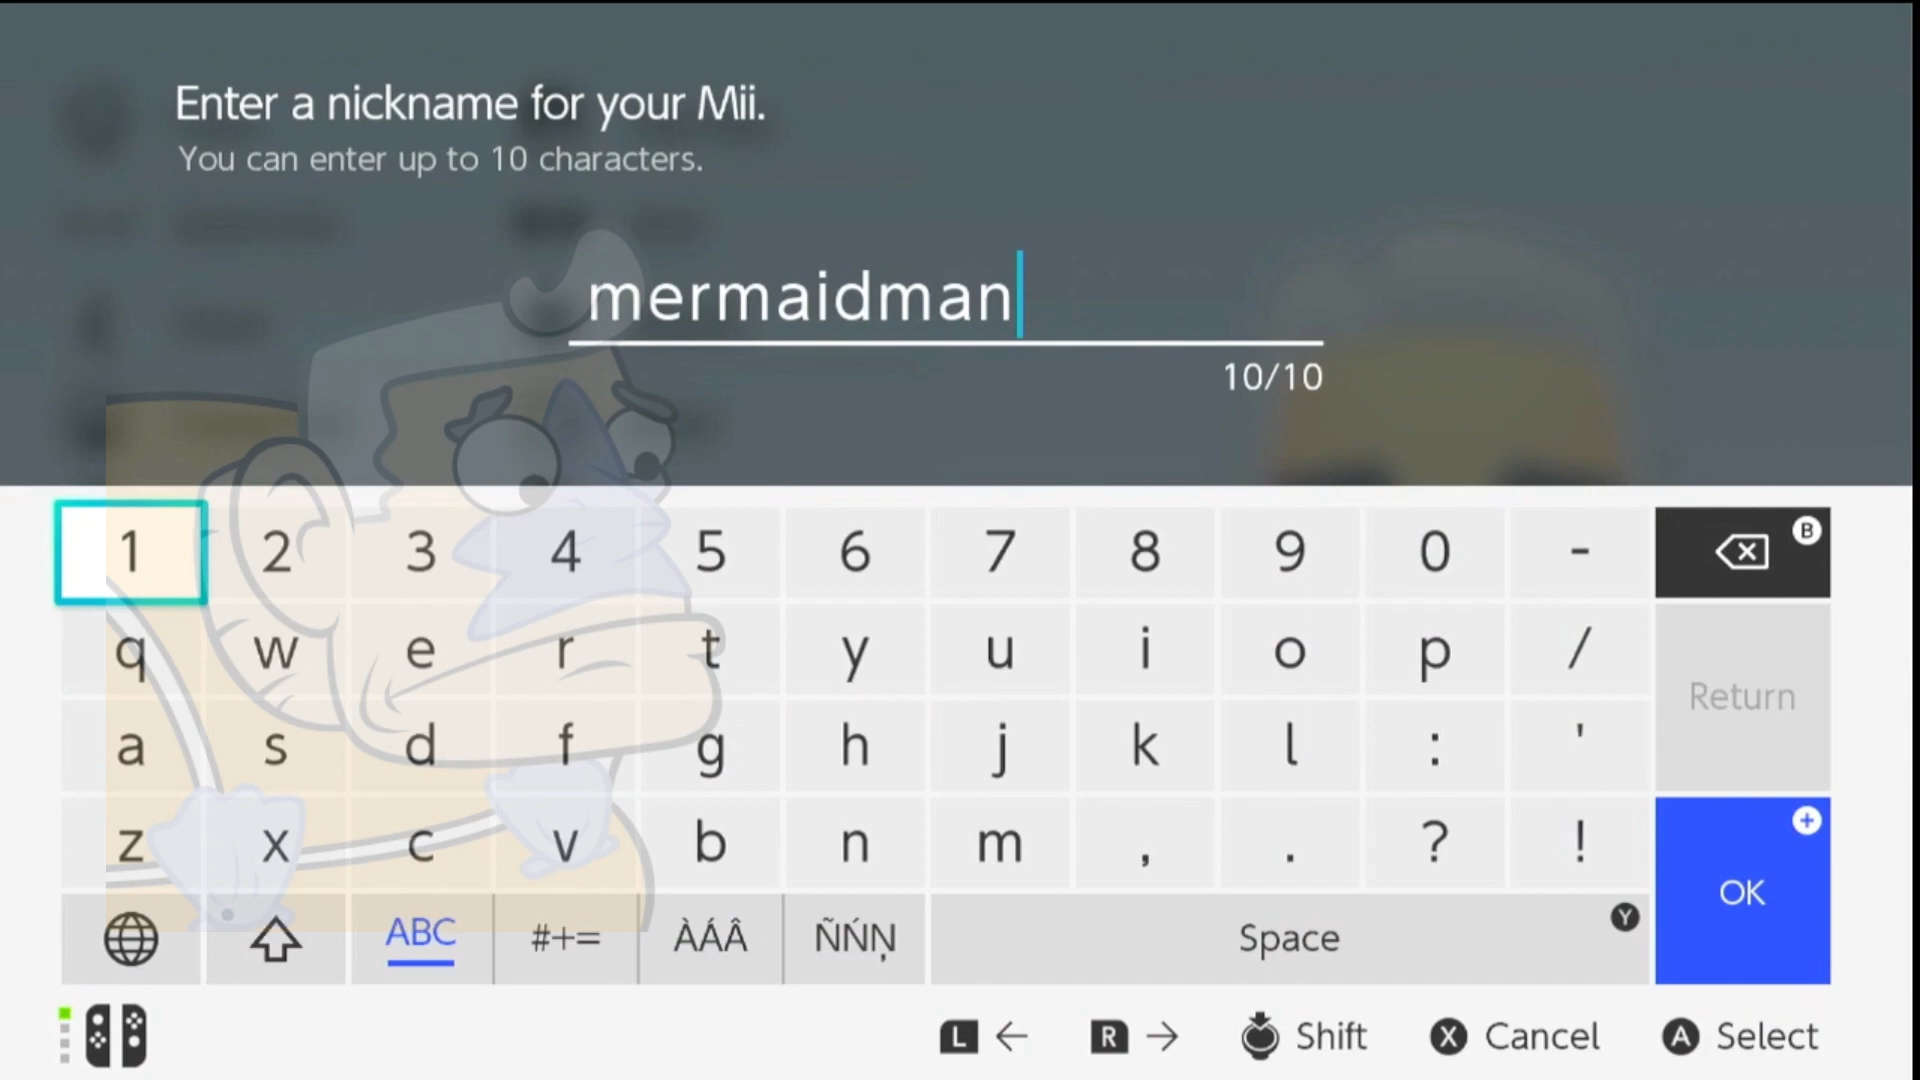 Enter a nickname for your Mii.
You can enter up to 10 characters.
mermaidman
10/10
1 2 3 4 5 6 7 8 9 0 - B
q w e r t y u i o p / Return
a s d f g h j k l : '
z x c v b n m , . ? ! + OK
ABC #+= ÀÁÂ ÑŃŅ Space Y
L ← R → Shift X Cancel A Select